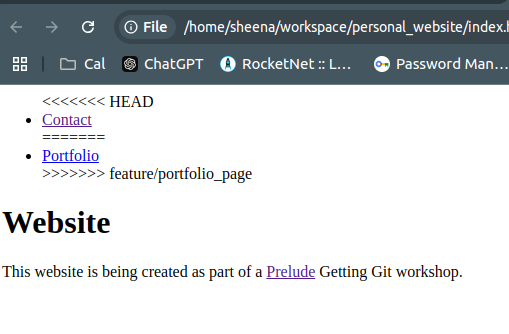 File /home/sheena/workspace/personal_website/index.h
Cal ChatGPT RocketNet :: L... Password Man...
<<<<<<< HEAD
Contact
=======
Portfolio
>>>>>>> feature/portfolio_page
Website
This website is being created as part of a Prelude Getting Git workshop.